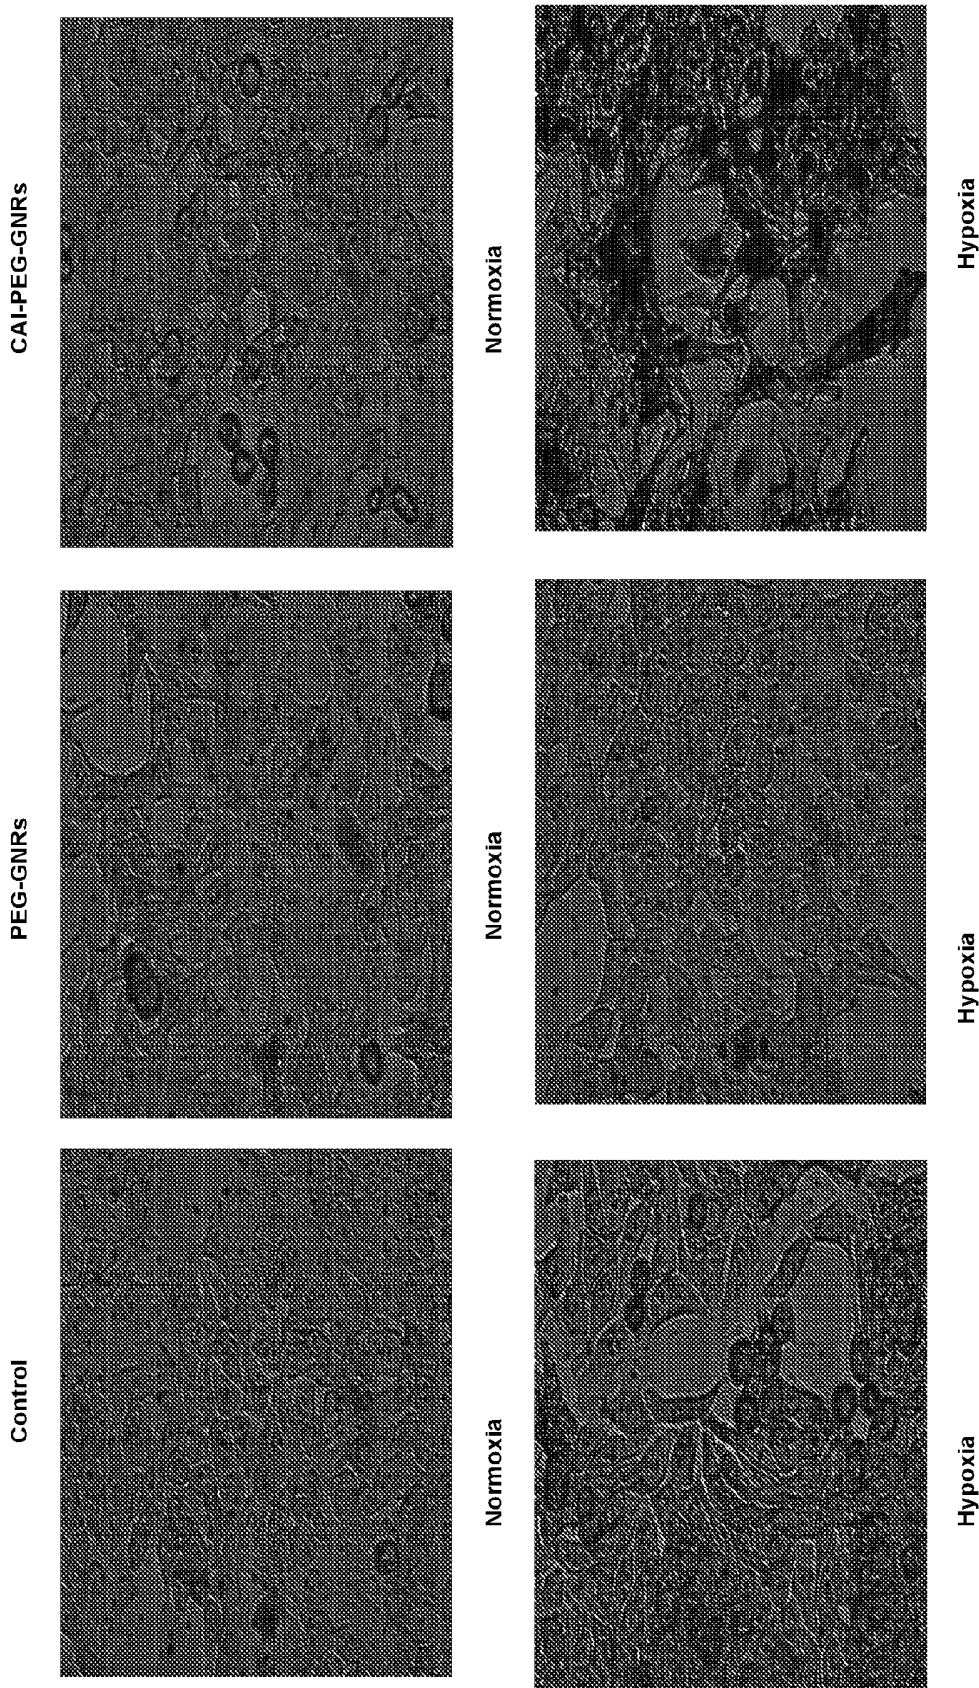 Control
PEG-GNRs
CAI-PEG-GNRs
Normoxia
Normoxia
Normoxia
Hypoxia
Hypoxia
Hypoxia